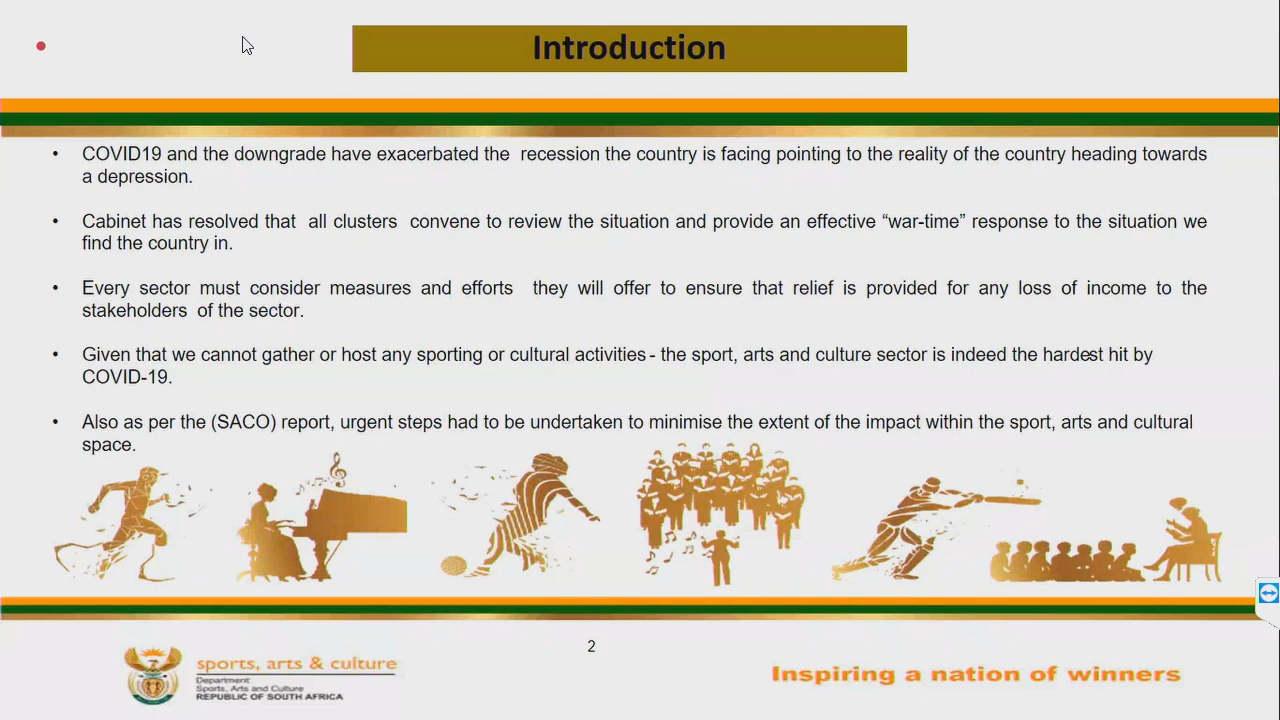 Introduction
• COVID19 and the downgrade have exacerbated the recession the country is facing pointing to the reality of the country heading towards
a depression.
• Cabinet has resolved that all clusters convene to review the situation and provide an effective “war-time” response to the situation we
find the country in.
• Every sector must consider measures and efforts they will offer to ensure that relief is provided for any loss of income to the
stakeholders of the sector.
• Given that we cannot gather or host any sporting or cultural activities - the sport, arts and culture sector is indeed the hardest hit by
COVID-19.
• Also as per the (SACO) report, urgent steps had to be undertaken to minimise the extent of the impact within the sport, arts and cultural
space.
2
sports, arts & culture
Department:
Sports, Arts and Culture
REPUBLIC OF SOUTH AFRICA
Inspiring a nation of winners